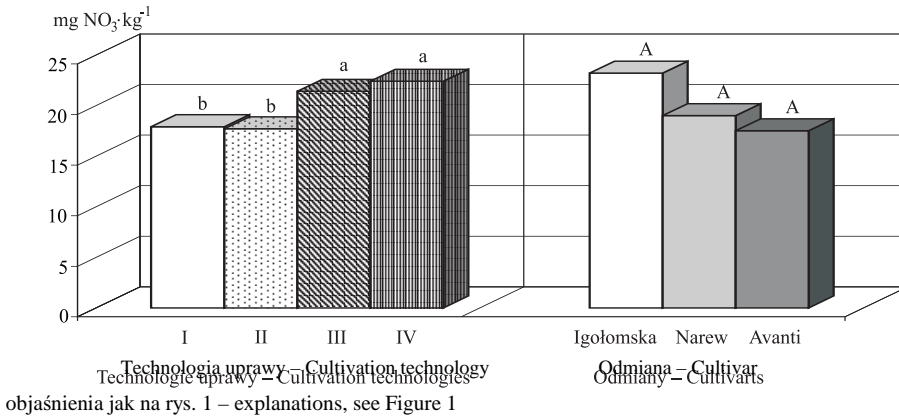 mg NO₃·kg⁻¹
25
20
15
10
5
0
b b a a
A A A
I II III IV
Igołomska Narew Avanti
Technologia uprawy – Cultivation technology Odmiana – Cultivar
Technologie uprawy – Cultivation technologies Odmiany – Cultivarts
objaśnienia jak na rys. 1 – explanations, see Figure 1